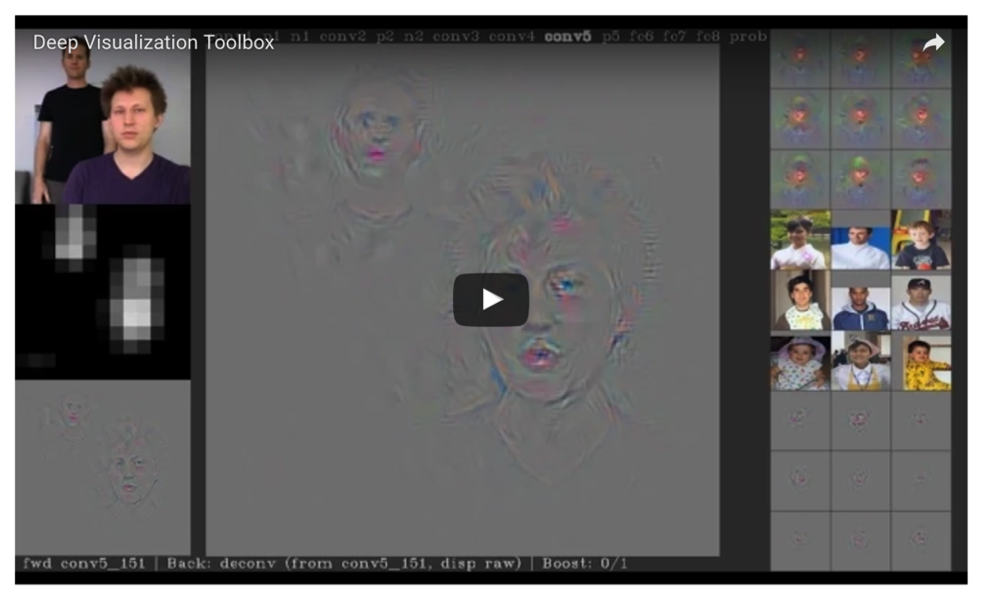 Deep Visualization Toolbox
p1 n1 conv2 p2 n2 conv3 conv4 conv5 p5 fc6 fc7 fc8 prob
fwd conv5_151 | Back: deconv (from conv5_151, disp raw) | Boost: 0/1